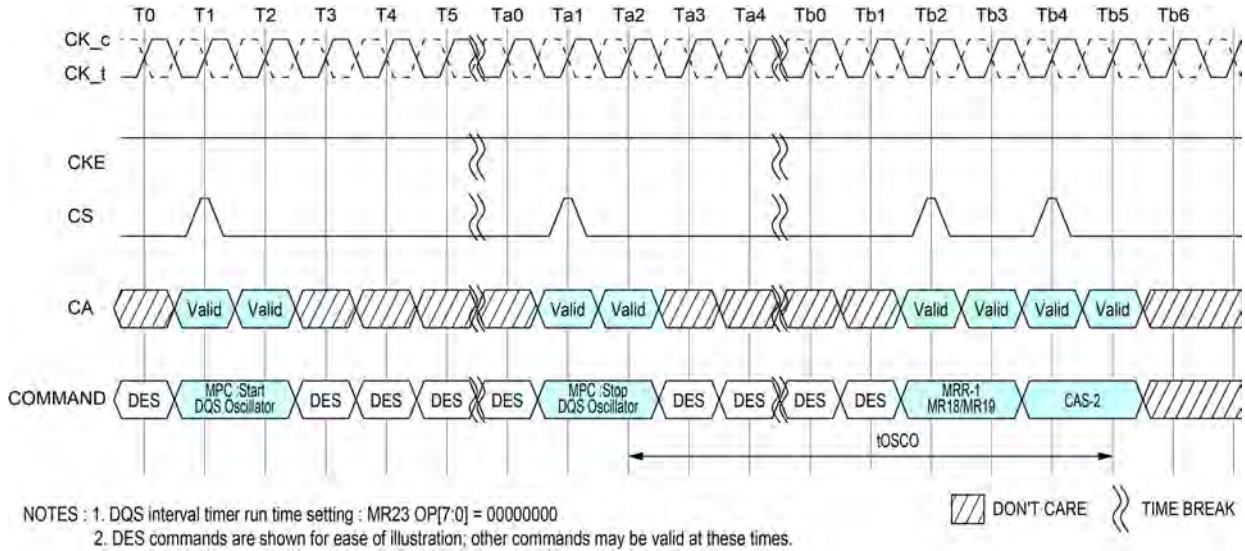 T0 T1 T2 T3 T4 T5 Ta0 Ta1 Ta2 Ta3 Ta4 Tb0 Tb1 Tb2 Tb3 Tb4 Tb5 Tb6
CK_c
CK_t
CKE
CS
CA Valid Valid Valid Valid Valid Valid Valid Valid
COMMAND DES MPC :Start DQS Oscillator DES DES DES DES MPC :Stop DQS Oscillator DES DES DES DES MRR-1 MR18/MR19 CAS-2
tOSCO
NOTES : 1. DQS interval timer run time setting : MR23 OP[7:0] = 00000000
2. DES commands are shown for ease of illustration; other commands may be valid at these times.
DON'T CARE TIME BREAK